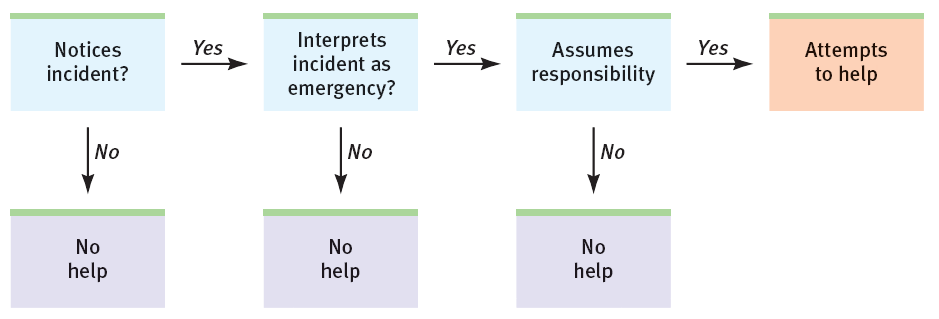 Notices
incident?
Yes
Interprets
incident as
emergency?
Yes
Assumes
responsibility
Yes
Attempts
to help
No
No
No
No
help
No
help
No
help